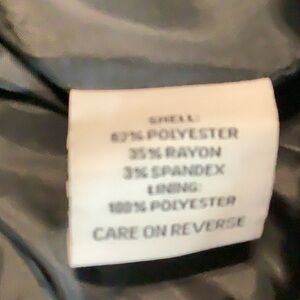 SHELL:
62% POLYESTER
35% RAYON
3% SPANDEX
LINING:
100% POLYESTER
CARE ON REVERSE